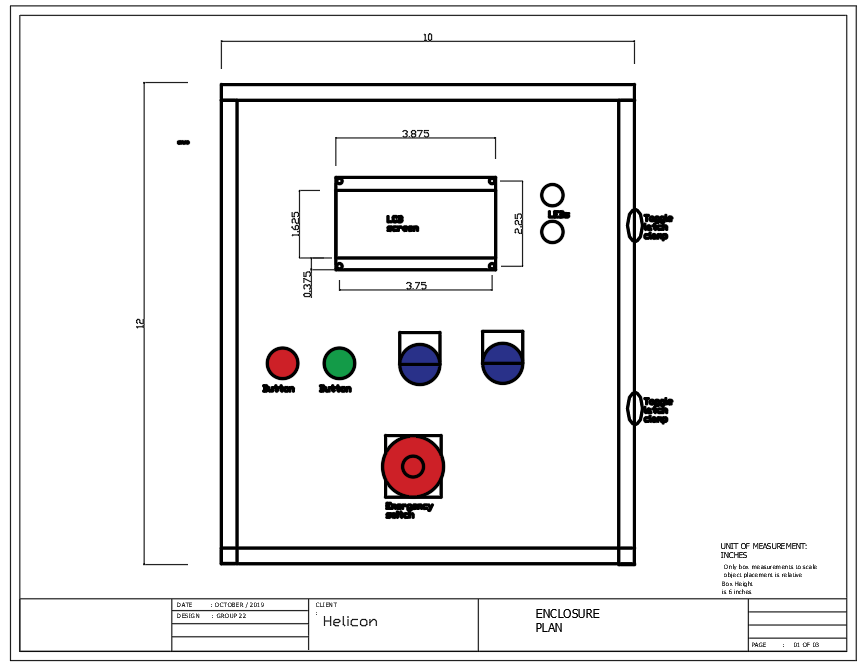 10
3.875
LCD
screen
1.625
2.25
LEDs
Toggle
latch
clamp
0.375
3.75
12
Button
Button
Toggle
latch
clamp
Emergency
switch
UNIT OF MEASUREMENT:
INCHES
Only box measurements to scale
object placement is relative
Box Height
is 6 inches
DATE : OCTOBER / 2019
DESIGN : GROUP 22
CLIENT
:
Helicon
ENCLOSURE
PLAN
PAGE : 01 OF 03